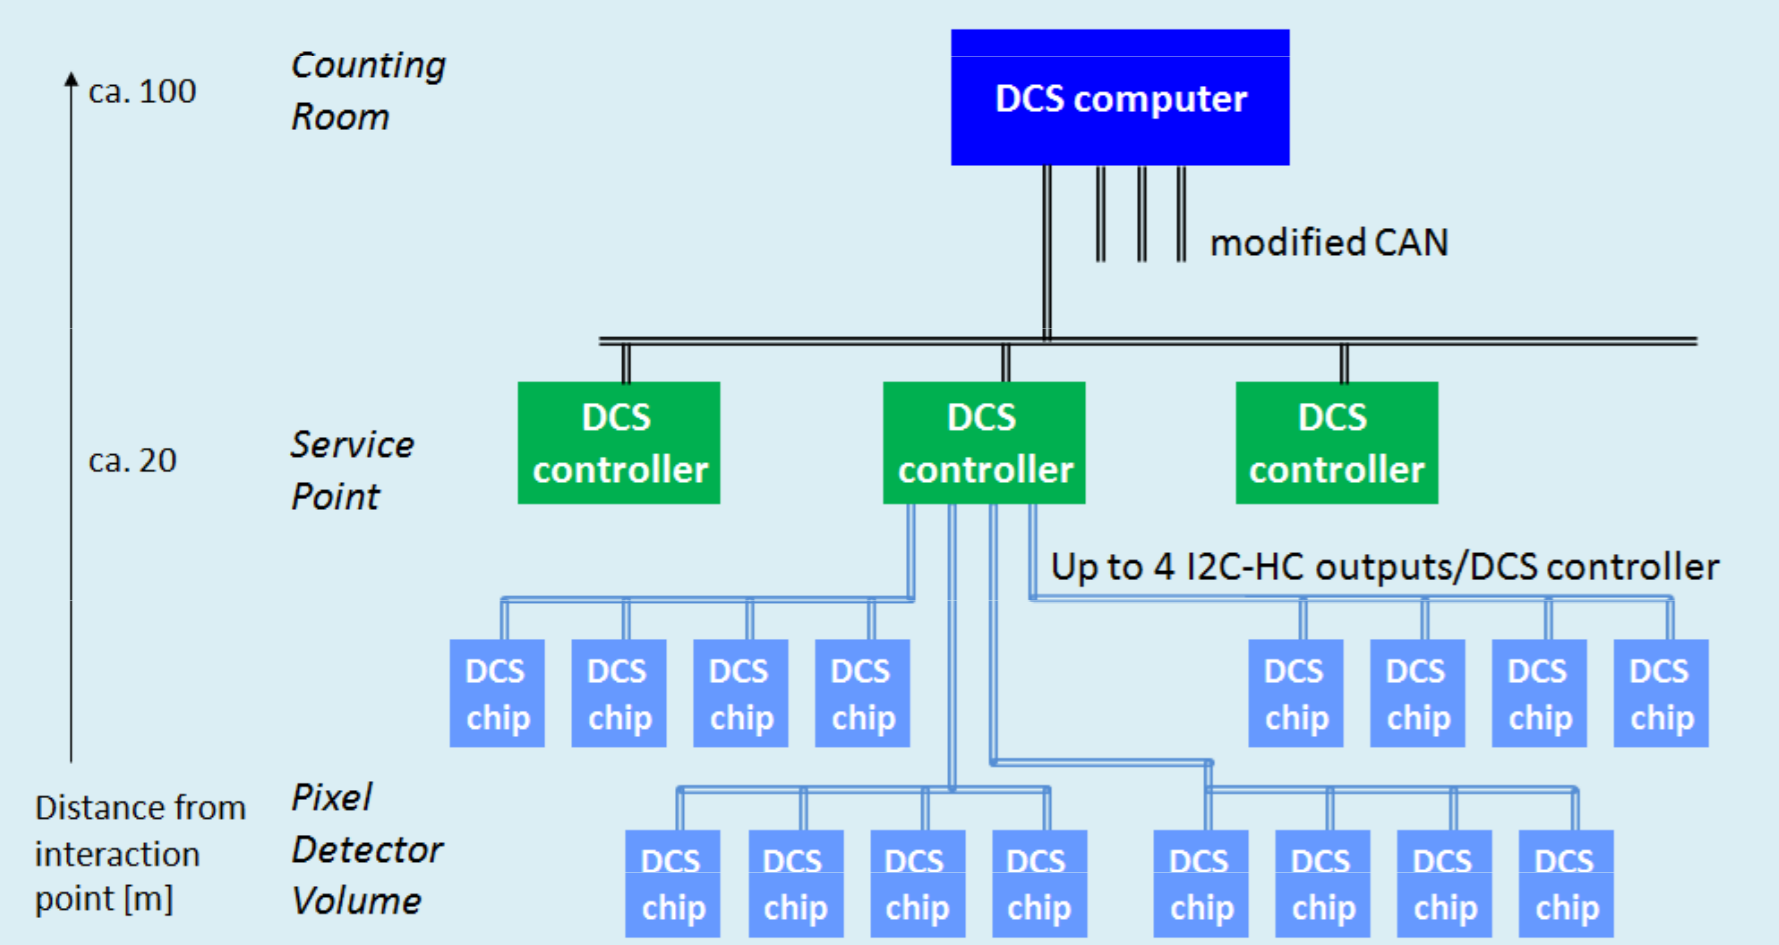 ca. 100
Counting
Room
DCS computer
modified CAN
ca. 20
Service
Point
DCS
controller
DCS
controller
DCS
controller
Up to 4 I2C-HC outputs/DCS controller
DCS
chip
DCS
chip
DCS
chip
DCS
chip
DCS
chip
DCS
chip
DCS
chip
DCS
chip
Distance from
interaction
point [m]
Pixel
Detector
Volume
DCS
chip
DCS
chip
DCS
chip
DCS
chip
DCS
chip
DCS
chip
DCS
chip
DCS
chip